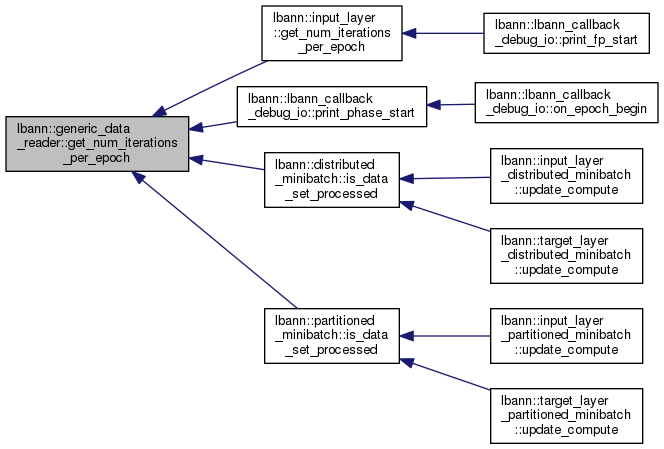 lbann::generic_data
_reader::get_num_iterations
_per_epoch
lbann::input_layer
::get_num_iterations
_per_epoch
lbann::lbann_callback
_debug_io::print_fp_start
lbann::lbann_callback
_debug_io::print_phase_start
lbann::lbann_callback
_debug_io::on_epoch_begin
lbann::distributed
_minibatch::is_data
_set_processed
lbann::input_layer
_distributed_minibatch
::update_compute
lbann::target_layer
_distributed_minibatch
::update_compute
lbann::partitioned
_minibatch::is_data
_set_processed
lbann::input_layer
_partitioned_minibatch
::update_compute
lbann::target_layer
_partitioned_minibatch
::update_compute